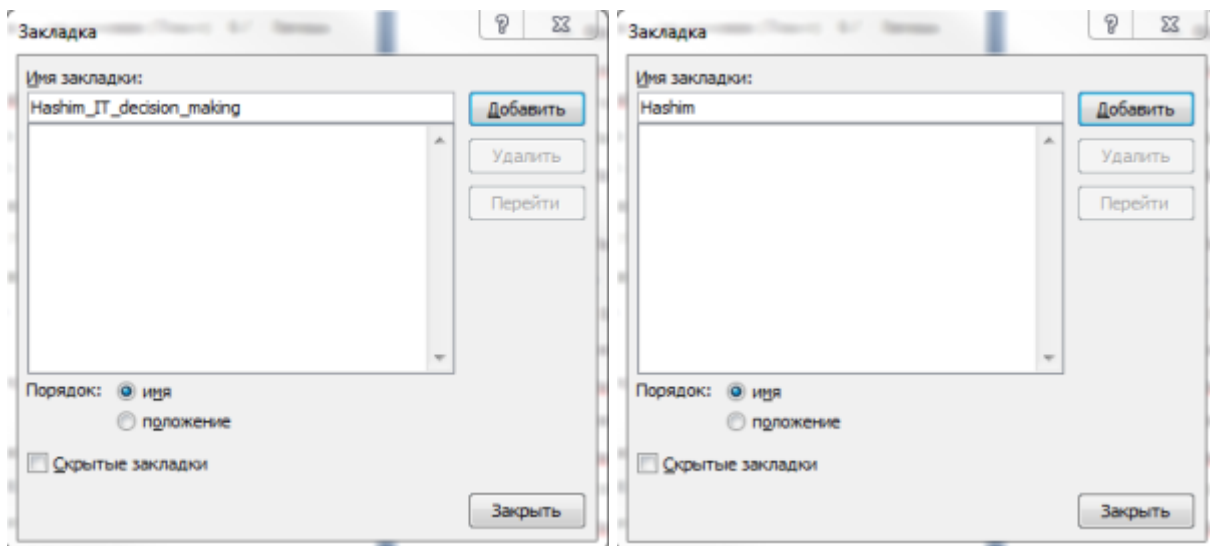 Закладка
Имя закладки:
Hashim_IT_decision_making
Добавить
Удалить
Перейти
Порядок:
имя
положение
Скрытые закладки
Закрыть
Закладка
Имя закладки:
Hashim
Добавить
Удалить
Перейти
Порядок:
имя
положение
Скрытые закладки
Закрыть